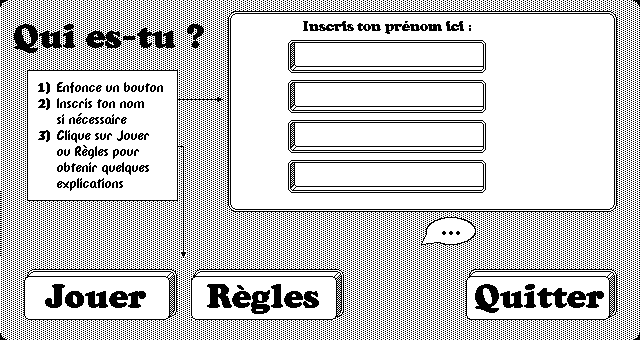 Qui es-tu ?
1) Enfonce un bouton
2) Inscris ton nom
si nécessaire
3) Clique sur Jouer
ou Règles pour
obtenir quelques
explications
Inscris ton prénom ici :
...
Jouer
Règles
Quitter